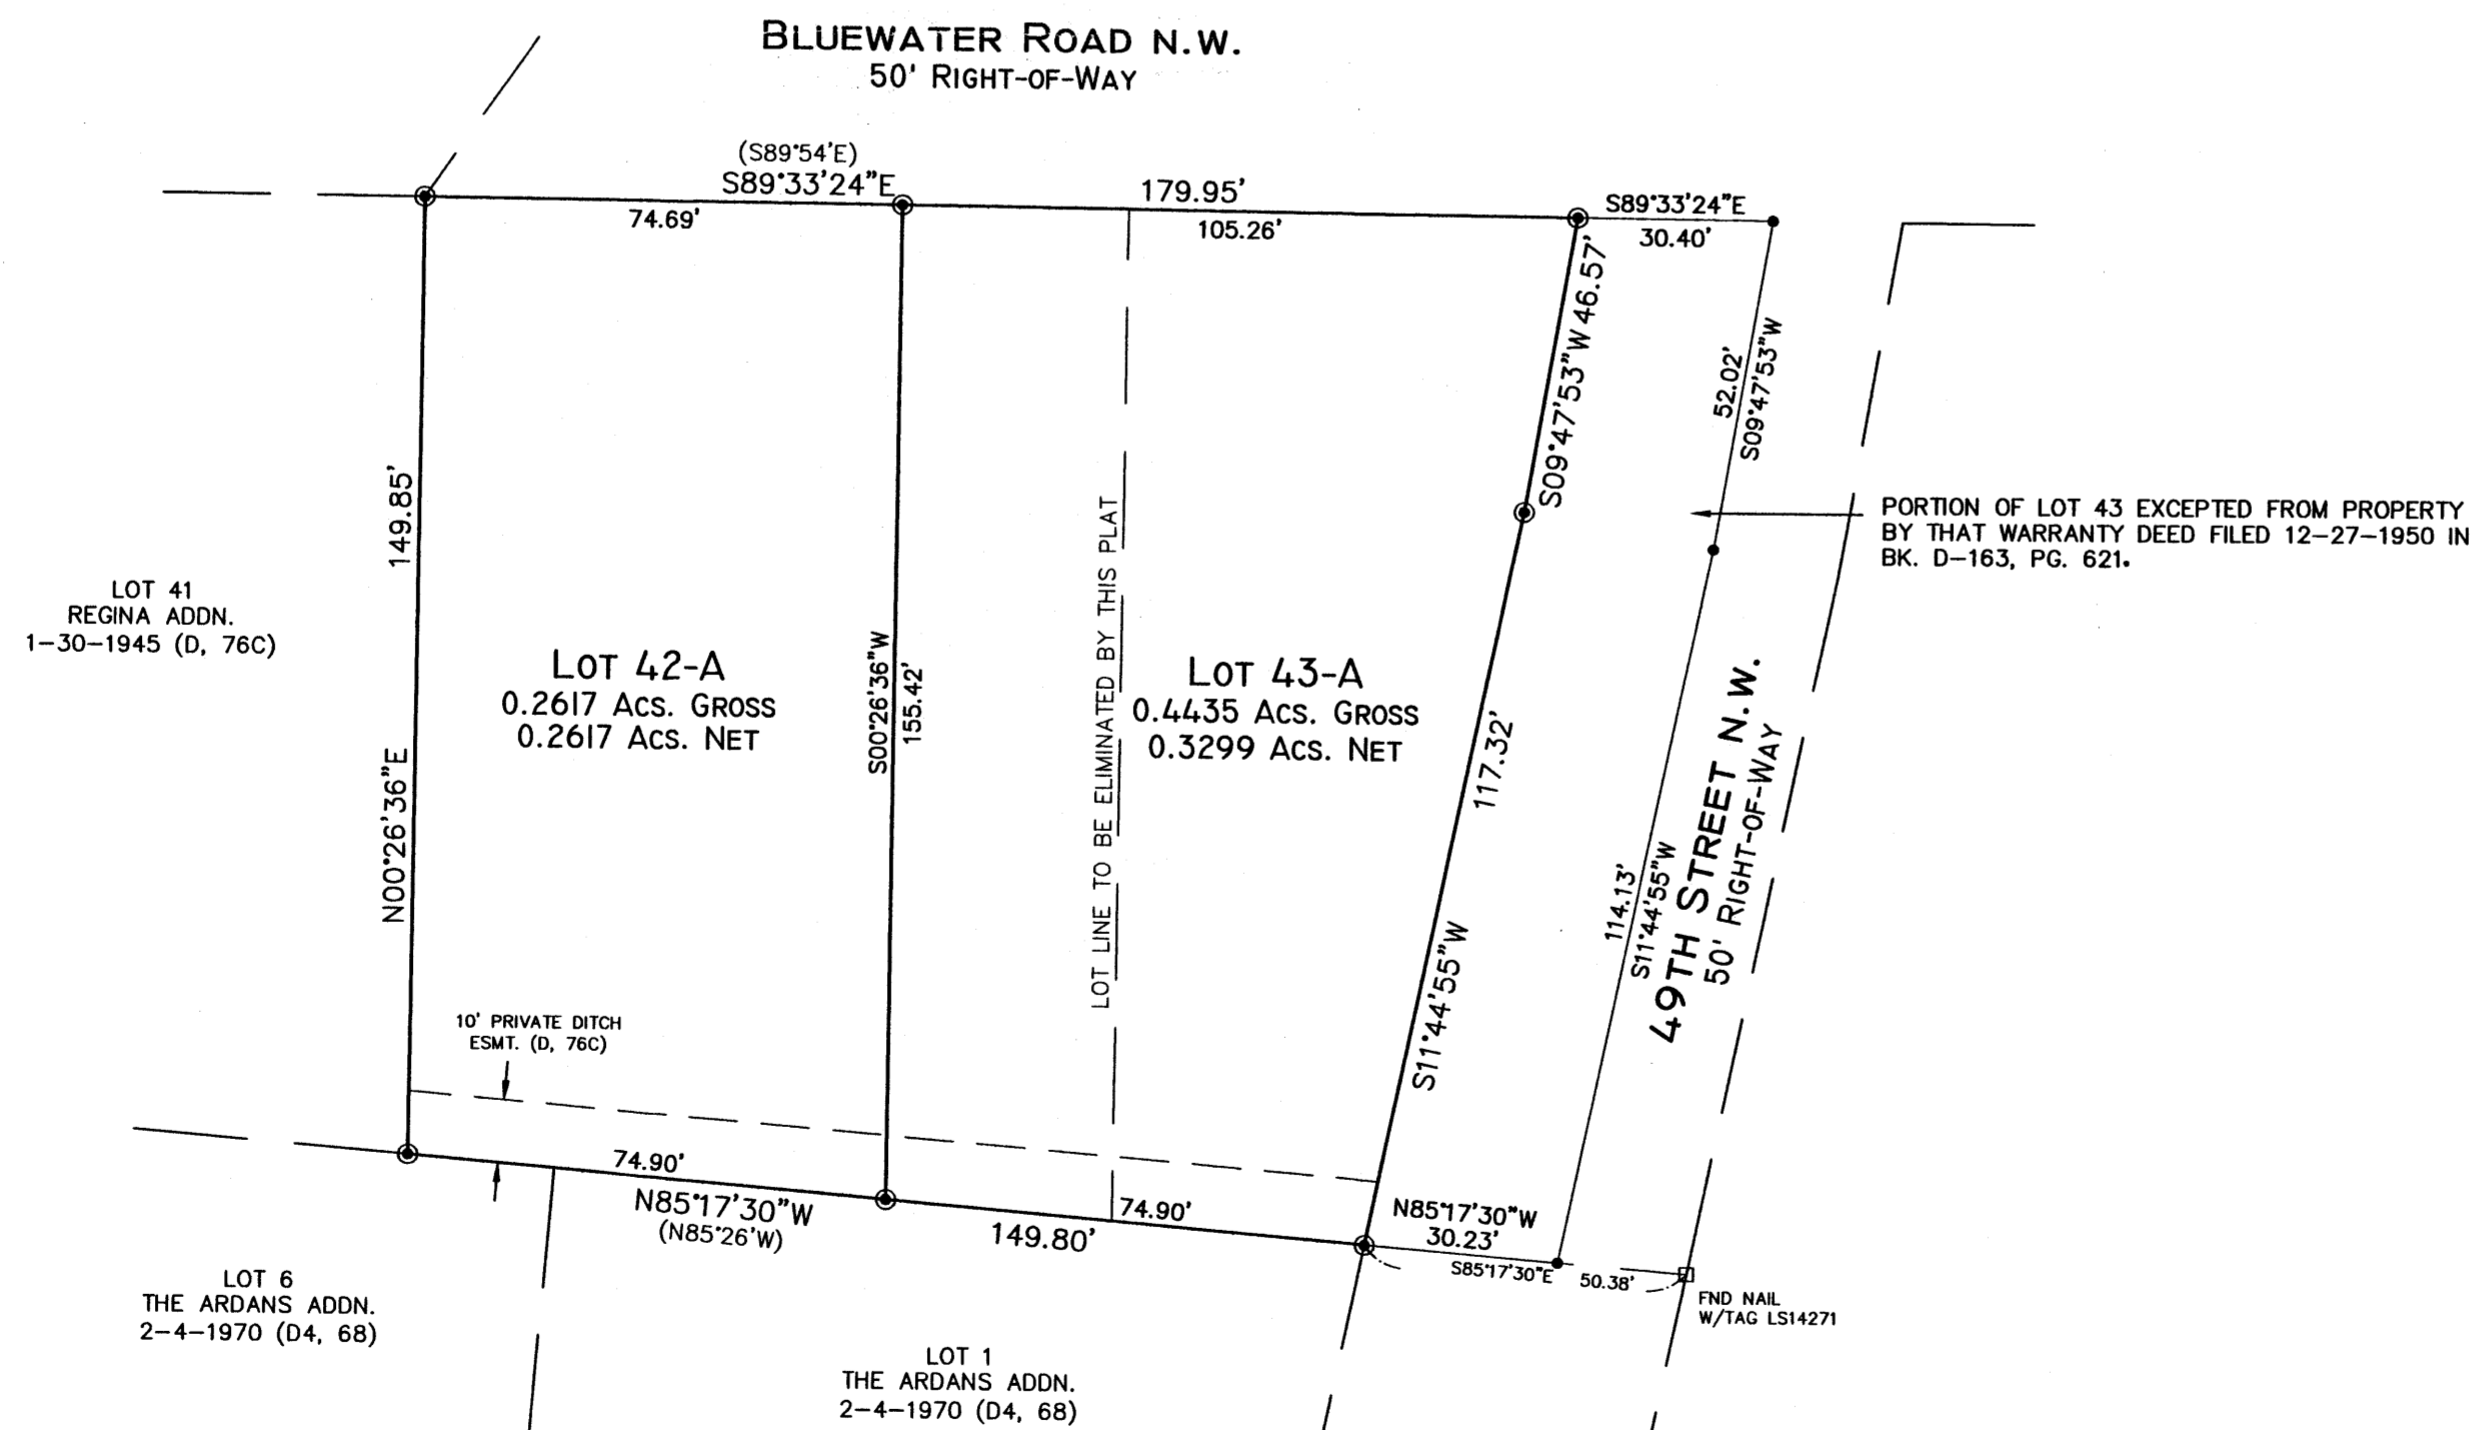 BLUEWATER ROAD N.W.
50' RIGHT-OF-WAY
(S89°54'E)
S89°33'24"E
179.95'
S89°33'24"E
74.69'
105.26'
30.40'
S09°47'53"W 46.57'
52.02'
S09°47'53"W
149.85'
N00°26'36"E
PORTION OF LOT 43 EXCEPTED FROM PROPERTY
BY THAT WARRANTY DEED FILED 12-27-1950 IN
BK. D-163, PG. 621.
LOT 41
REGINA ADDN.
1-30-1945 (D, 76C)
LOT 42-A
0.2617 ACS. GROSS
0.2617 ACS. NET
S00°26'36"W
155.42'
LOT LINE TO BE ELIMINATED BY THIS PLAT
LOT 43-A
0.4435 ACS. GROSS
0.3299 ACS. NET
117.32'
S11°44'55"W
114.13'
S11°44'55"W
49TH STREET N.W.
50' RIGHT-OF-WAY
10' PRIVATE DITCH
ESMT. (D, 76C)
74.90'
N85°17'30"W
(N85°26'W)
149.80'
74.90'
N85°17'30"W
30.23'
S85°17'30"E
50.38'
FND NAIL
W/TAG LS14271
LOT 6
THE ARDANS ADDN.
2-4-1970 (D4, 68)
LOT 1
THE ARDANS ADDN.
2-4-1970 (D4, 68)